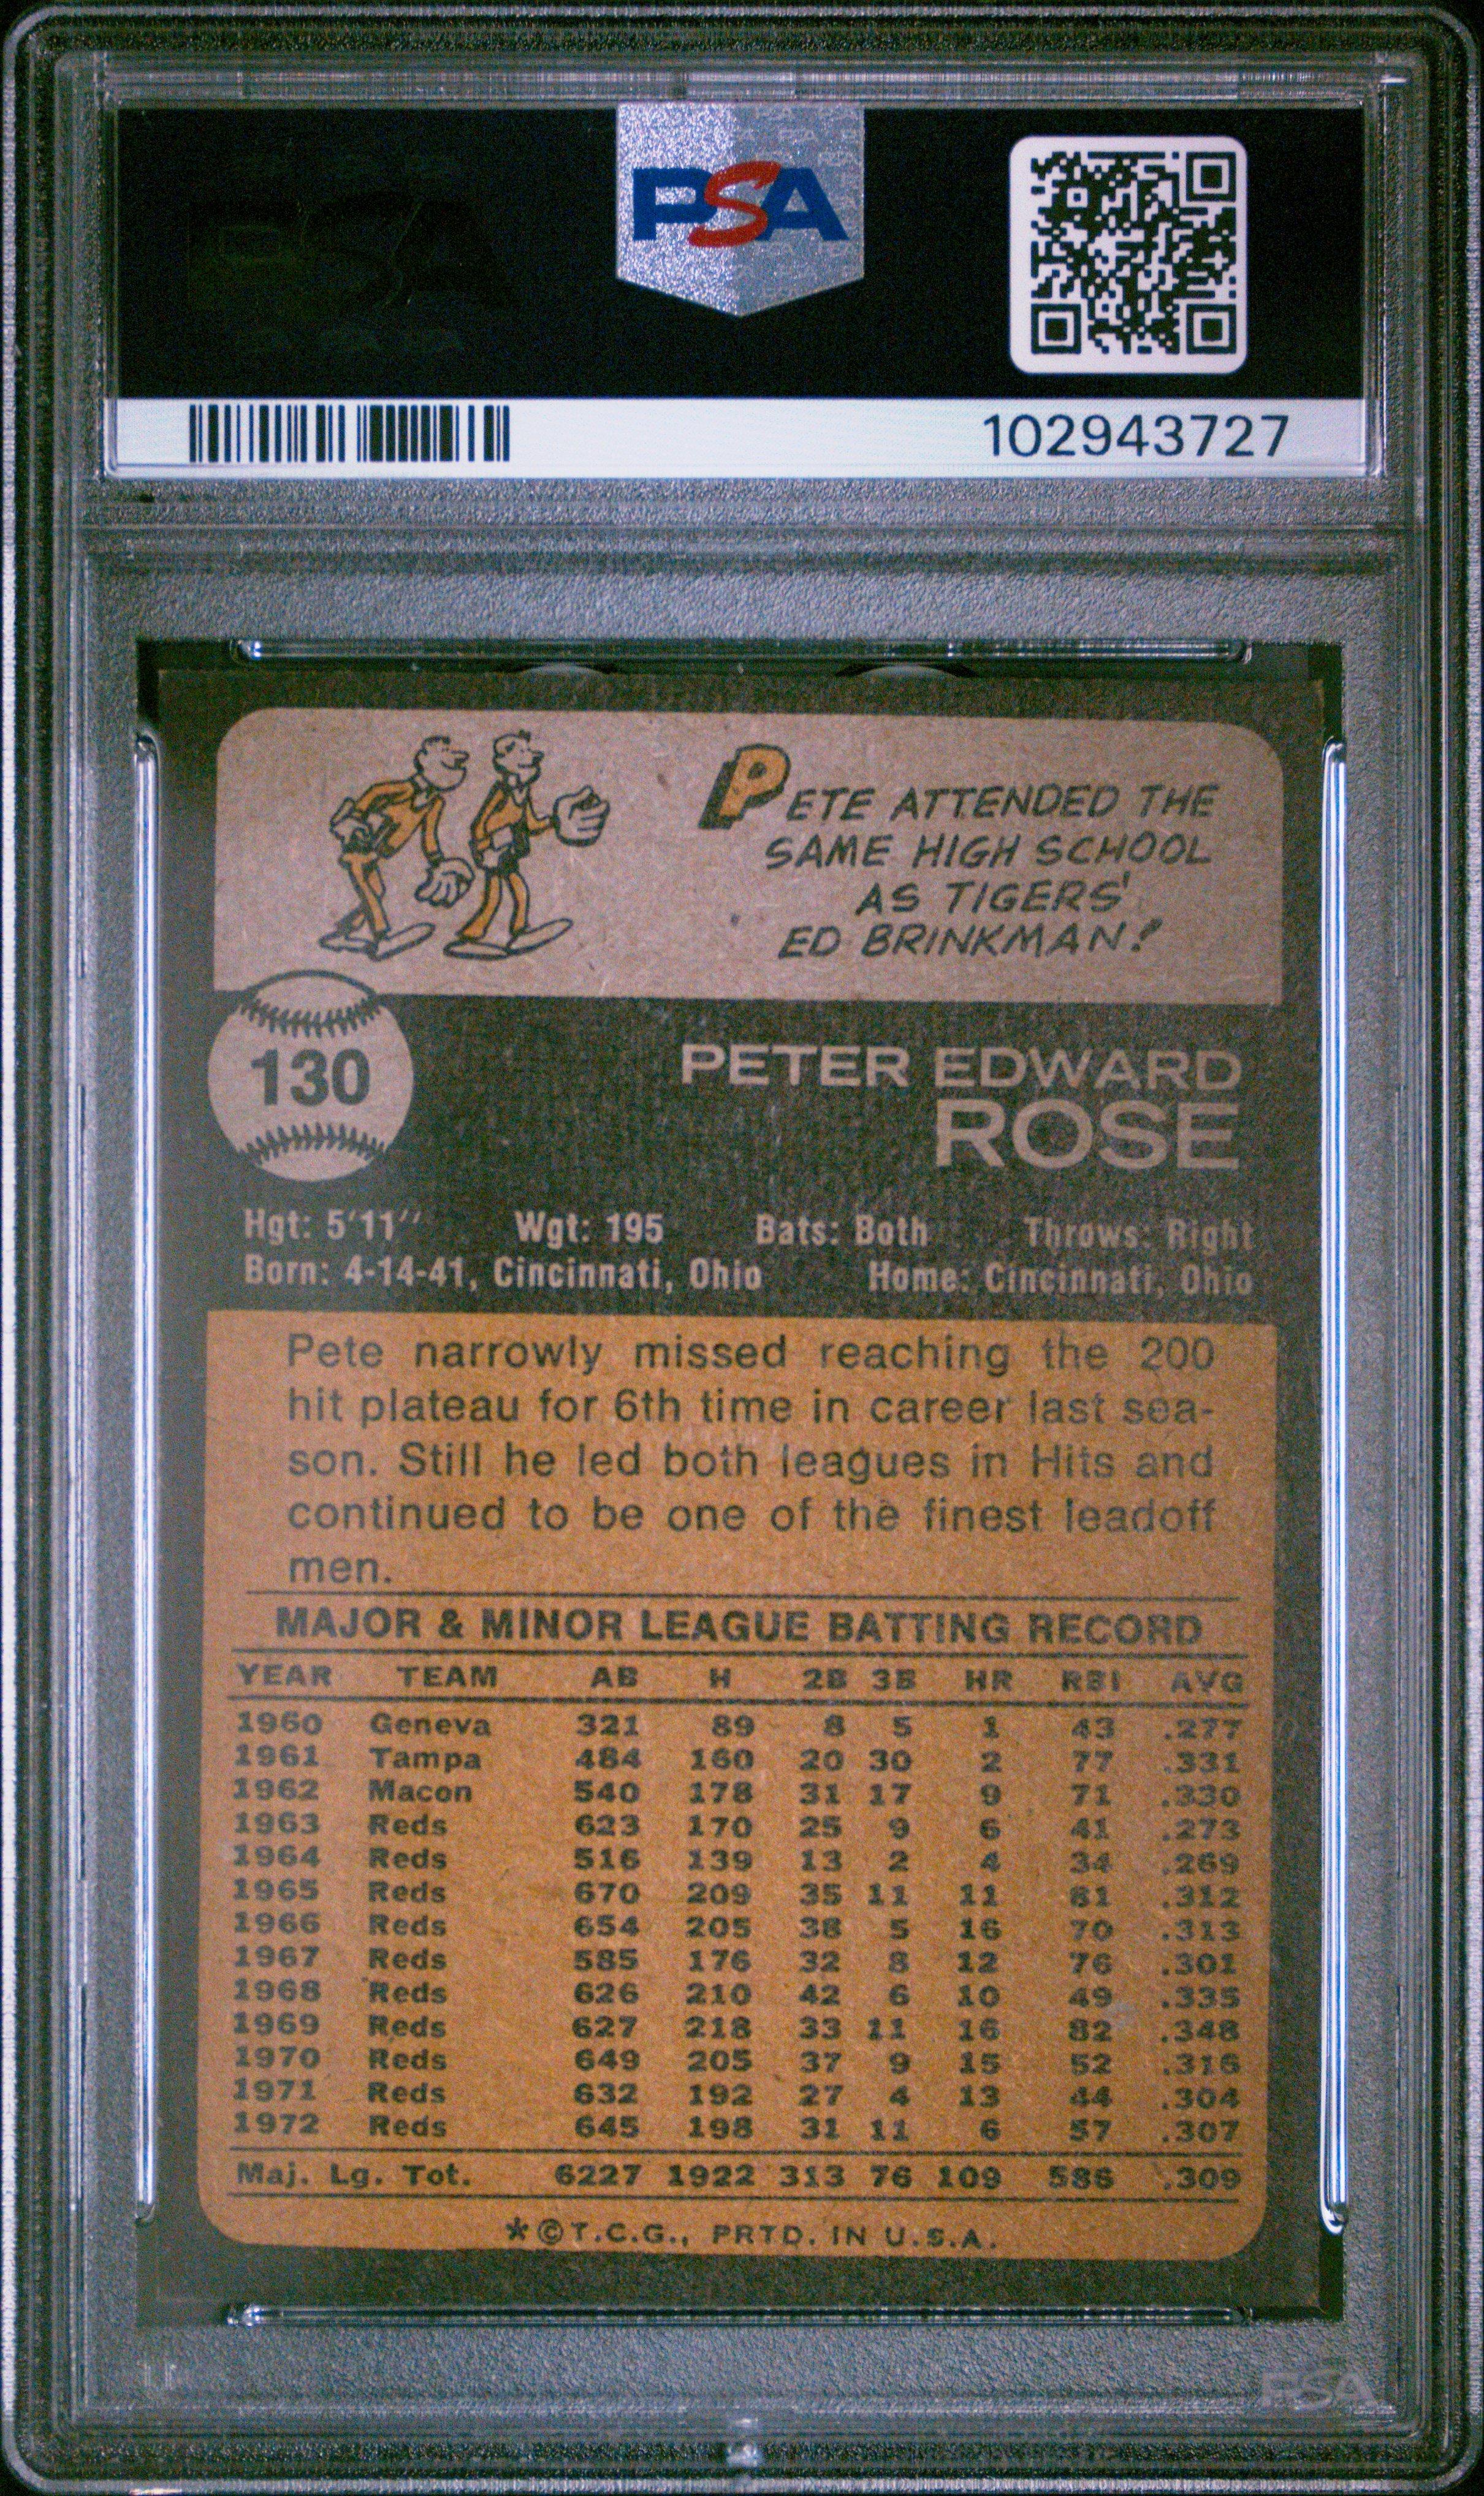 PSA
102943727
PETE ATTENDED THE
SAME HIGH SCHOOL
AS TIGERS'
ED BRINKMAN!
130
PETER EDWARD
ROSE
Hgt: 5'11" Wgt: 195 Bats: Both Throws: Right
Born: 4-14-41, Cincinnati, Ohio Home: Cincinnati, Ohio
Pete narrowly missed reaching the 200
hit plateau for 6th time in career last sea-
son. Still he led both leagues in Hits and
continued to be one of the finest leadoff
men.
MAJOR & MINOR LEAGUE BATTING RECORD
YEAR TEAM AB H 2B 3B HR RBI AVG
1960 Geneva 321 89 8 5 1 43 .277
1961 Tampa 484 160 20 30 2 77 .331
1962 Macon 540 178 31 17 9 71 .330
1963 Reds 623 170 25 9 6 41 .273
1964 Reds 516 139 13 2 4 34 .269
1965 Reds 670 209 35 11 11 81 .312
1966 Reds 654 205 38 5 16 70 .313
1967 Reds 585 176 32 8 12 76 .301
1968 Reds 626 210 42 6 10 49 .335
1969 Reds 627 218 33 11 16 82 .348
1970 Reds 649 205 37 9 15 52 .316
1971 Reds 632 192 27 4 13 44 .304
1972 Reds 645 198 31 11 6 57 .307
Maj. Lg. Tot. 6227 1922 313 76 109 586 .309
*©T.C.G., PRTD. IN U.S.A.
PSA